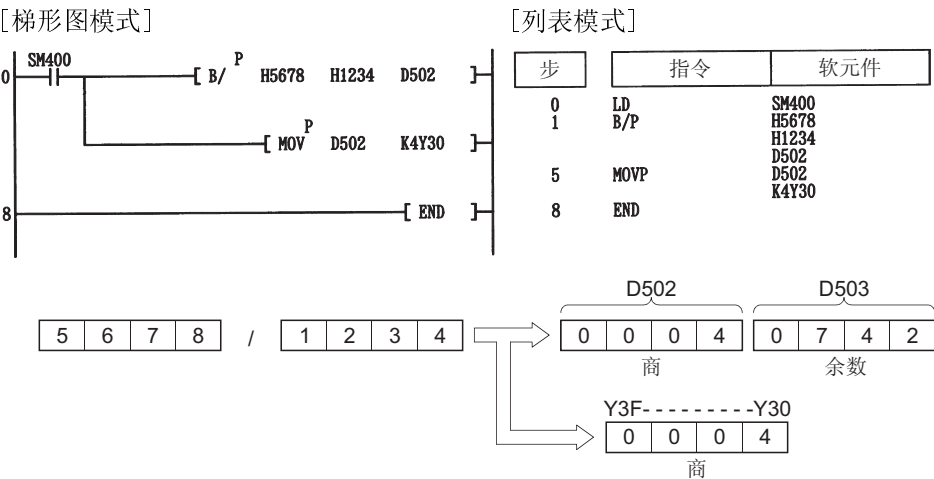 [梯形图模式]
SM400
0 [ B/ P H5678 H1234 D502 ]
[ MOV P D502 K4Y30 ]
8 [ END ]
[列表模式]
步 指令 软元件
0 LD SM400
1 B/P H5678
H1234
D502
5 MOVP D502
K4Y30
8 END
D502 D503
5 6 7 8 / 1 2 3 4 0 0 0 4 0 7 4 2
商 余数
Y3F- - - - - - - - -Y30
0 0 0 4
商